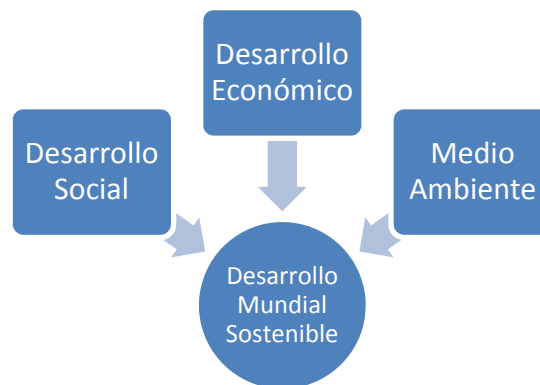 Desarrollo
Económico
Desarrollo
Social
Medio
Ambiente
Desarrollo
Mundial
Sostenible